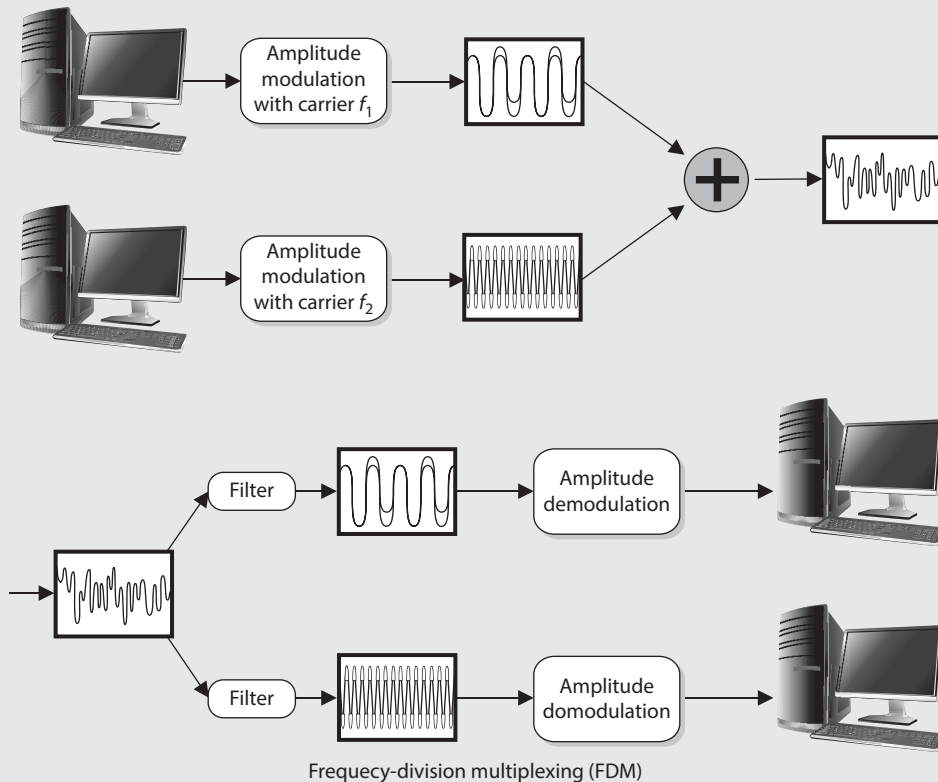 Amplitude
modulation
with carrier f1
Amplitude
modulation
with carrier f2
Filter
Amplitude
demodulation
Filter
Amplitude
domodulation
Frequecy-division multiplexing (FDM)